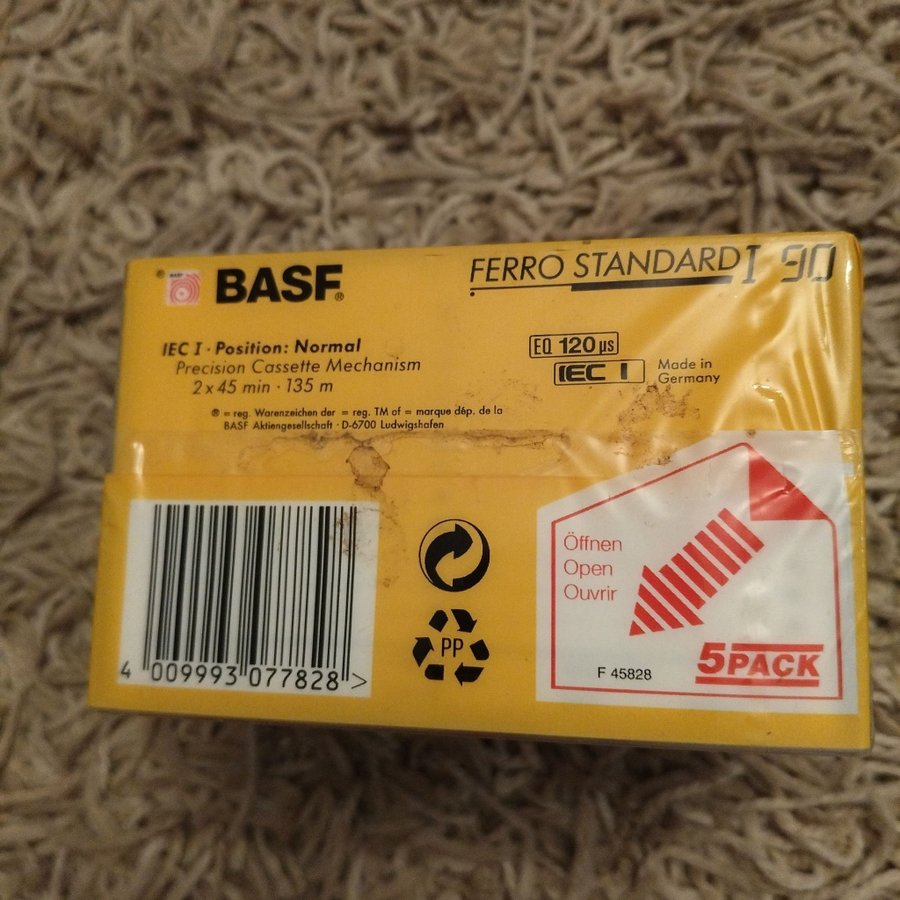 BASF
® BASF®
FERRO STANDARD I 90
IEC I · Position: Normal
Precision Cassette Mechanism
2 x 45 min · 135 m
EQ 120 µs
IEC I
Made in
Germany
® = reg. Warenzeichen der = reg. TM of = marque dép. de la
BASF Aktiengesellschaft · D-6700 Ludwigshafen
4 009993 077828 >
PP
Öffnen
Open
Ouvrir
F 45828
5PACK